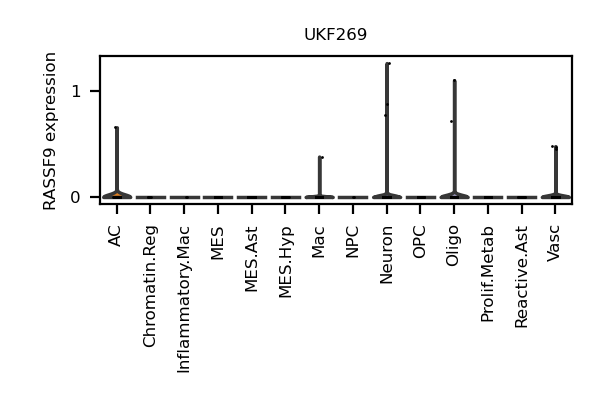 UKF269
RASSF9 expression
1
0
AC
Chromatin.Reg
Inflammatory.Mac
MES
MES.Ast
MES.Hyp
Mac
NPC
Neuron
OPC
Oligo
Prolif.Metab
Reactive.Ast
Vasc